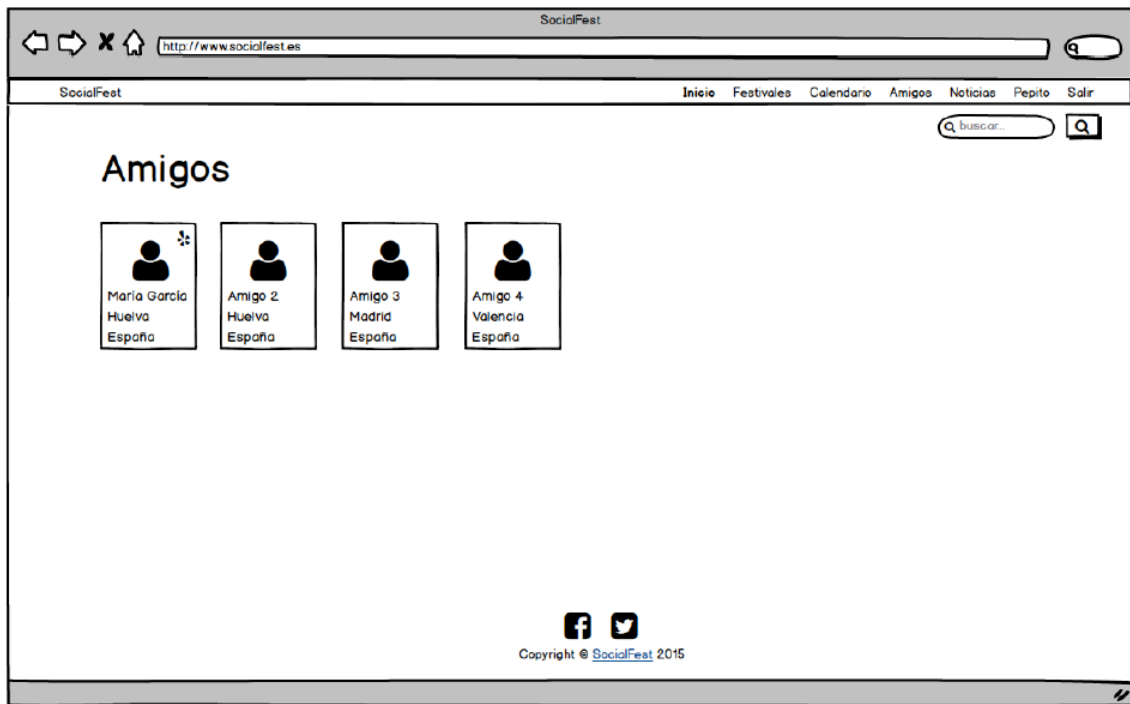 SocialFest
http://www.socialfest.es
SocialFest Inicio Festivales Calendario Amigos Noticias Pepito Salir
buscar...
Amigos
María García
Huelva
España
Amigo 2
Huelva
España
Amigo 3
Madrid
España
Amigo 4
Valencia
España
Copyright © SocialFest 2015